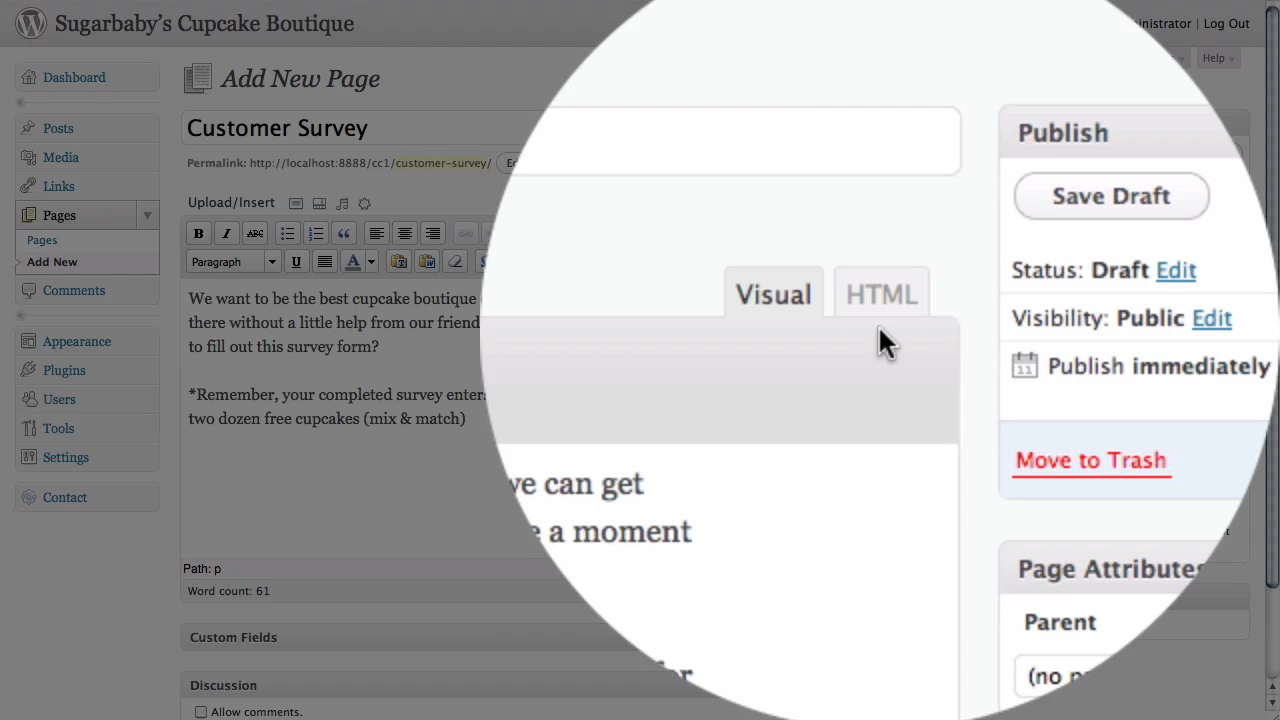 Sugarbaby's Cupcake Boutique
inistrator | Log Out
Help
Dashboard
Posts
Media
Links
Pages
Pages
Add New
Comments
Appearance
Plugins
Users
Tools
Settings
Contact
Add New Page
Customer Survey
Permalink: http://localhost:8888/cc1/customer-survey/
Upload/Insert
B I ABC
Paragraph U A
We want to be the best cupcake boutique
there without a little help from our friend
to fill out this survey form?
*Remember, your completed survey enters
two dozen free cupcakes (mix & match)
Path: p
Word count: 61
Custom Fields
Discussion
Allow comments.
Visual HTML
we can get
e a moment
Publish
Save Draft
Status: Draft Edit
Visibility: Public Edit
11 Publish immediately
Move to Trash
Page Attributes
Parent
(no